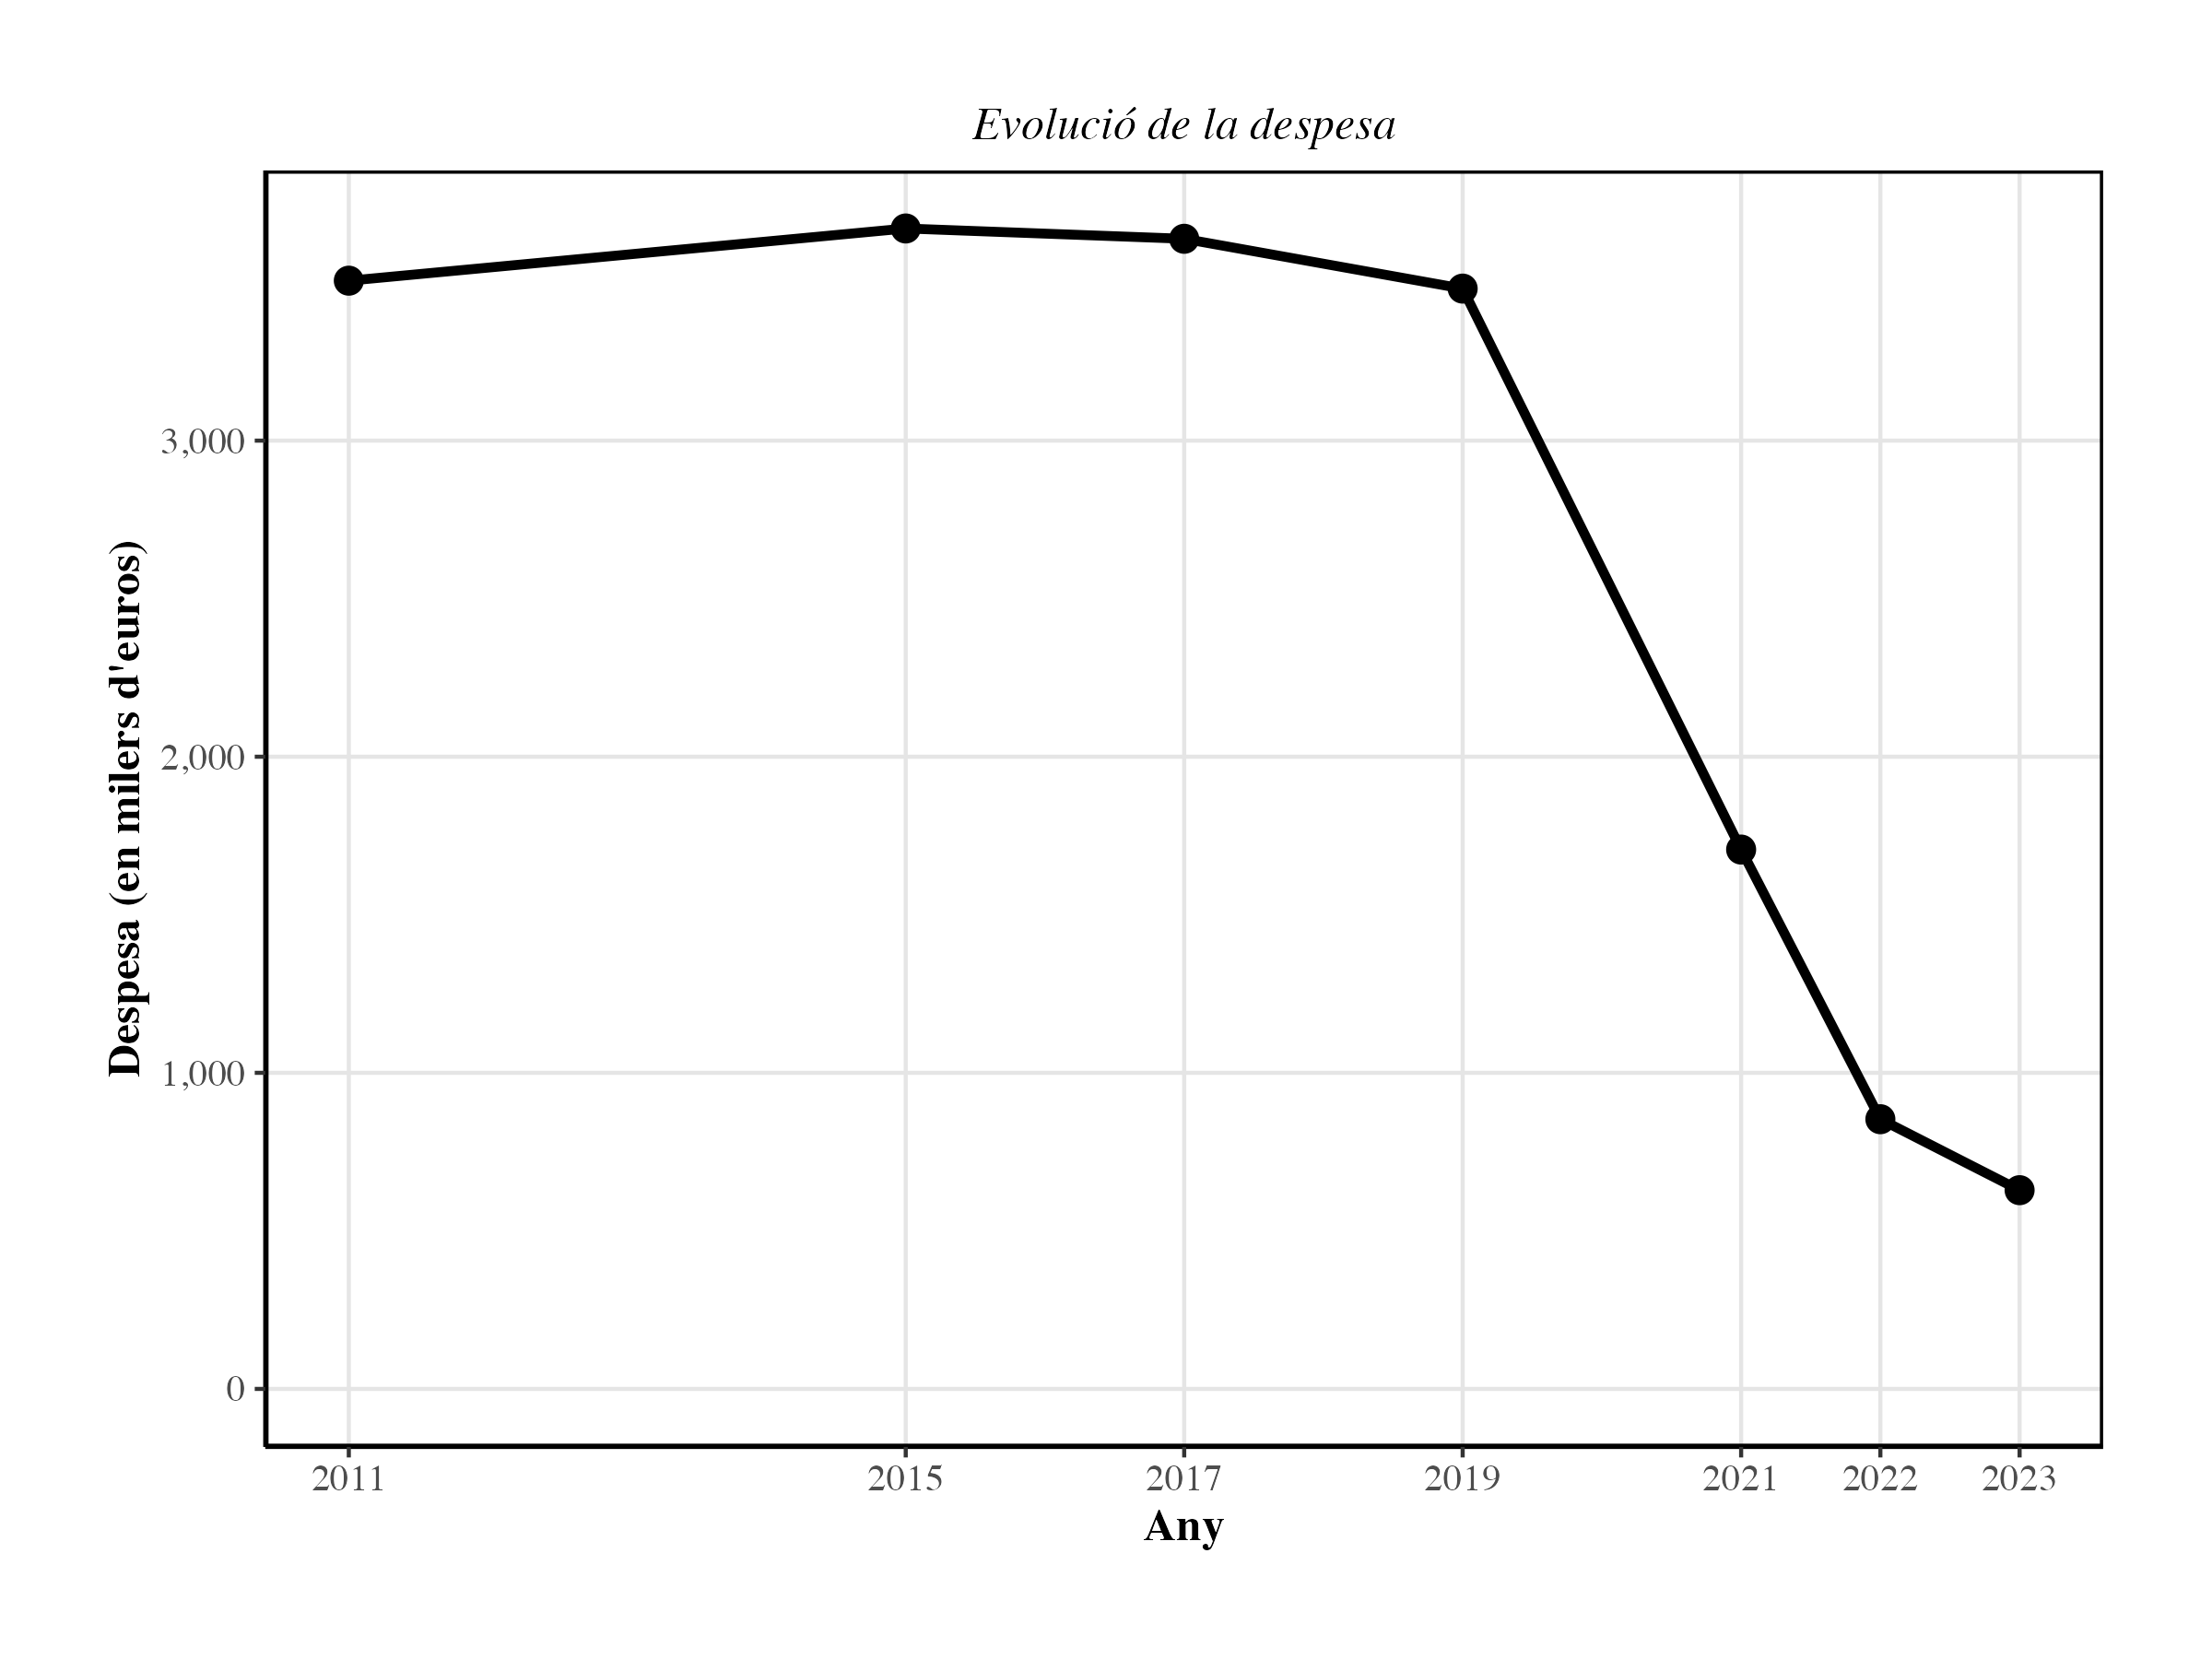 Evolució de la despesa
Despesa (en milers d'euros)
3,000
2,000
1,000
0
2011 2015 2017 2019 2021 2022 2023
Any